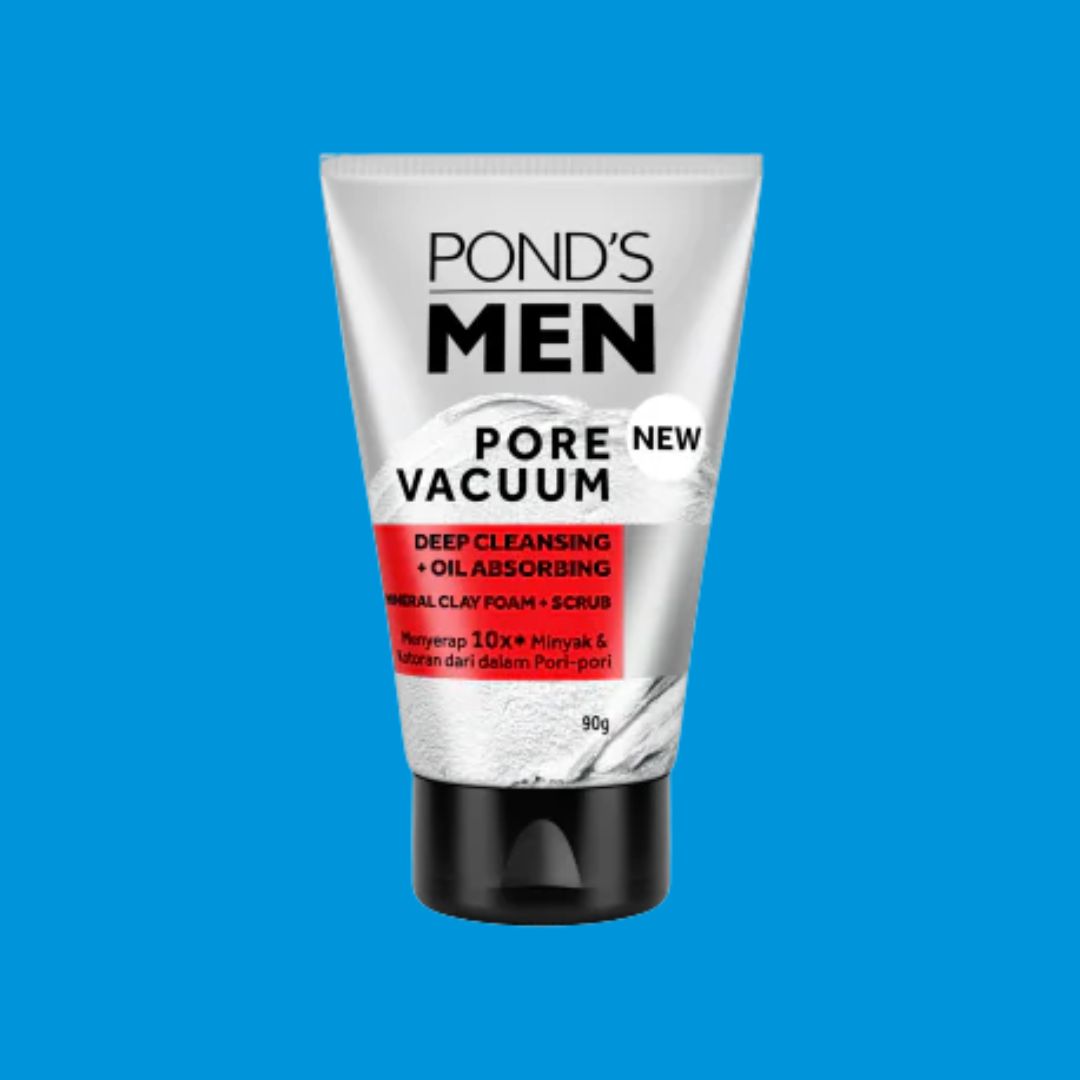 POND'S
MEN
NEW
PORE
VACUUM
DEEP CLEANSING
+ OIL ABSORBING
MINERAL CLAY FOAM + SCRUB
Menyerap 10x* Minyak &
Kotoran dari dalam Pori-pori
90g